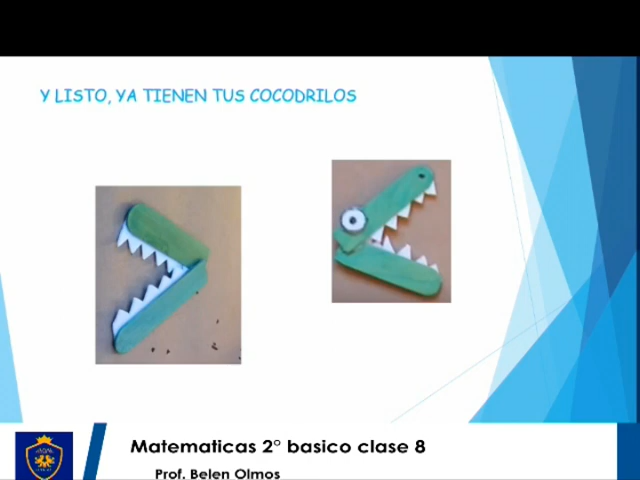 Y LISTO, YA TIENEN TUS COCODRILOS
Matematicas 2° basico clase 8
Prof. Belen Olmos